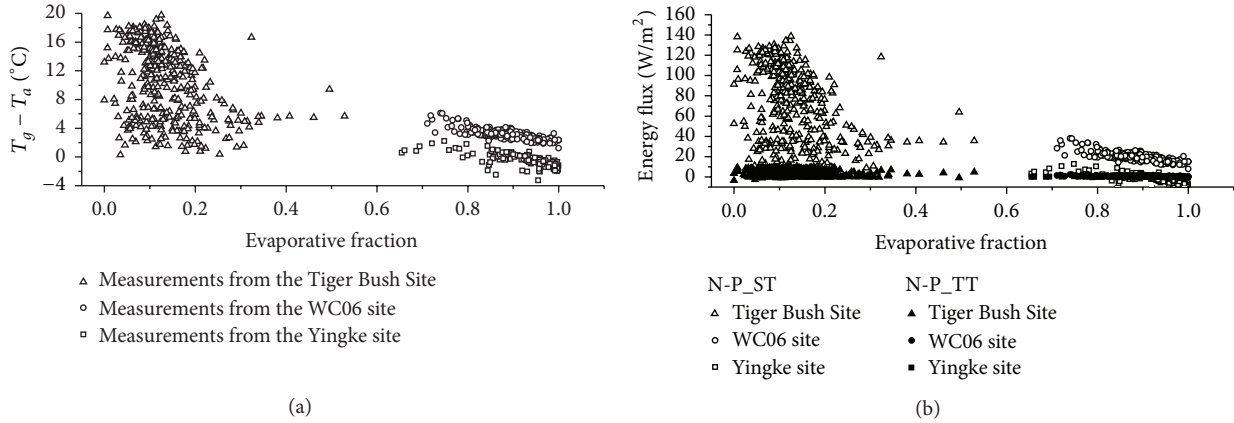 20
16
12
8
4
0
−4
T_g − T_a (°C)
0.0 0.2 0.4 0.6 0.8 1.0
Evaporative fraction
Measurements from the Tiger Bush Site
Measurements from the WC06 site
Measurements from the Yingke site
(a)
160
140
120
100
80
60
40
20
0
Energy flux (W/m²)
0.0 0.2 0.4 0.6 0.8 1.0
Evaporative fraction
N-P_ST
Tiger Bush Site
WC06 site
Yingke site
N-P_TT
Tiger Bush Site
WC06 site
Yingke site
(b)